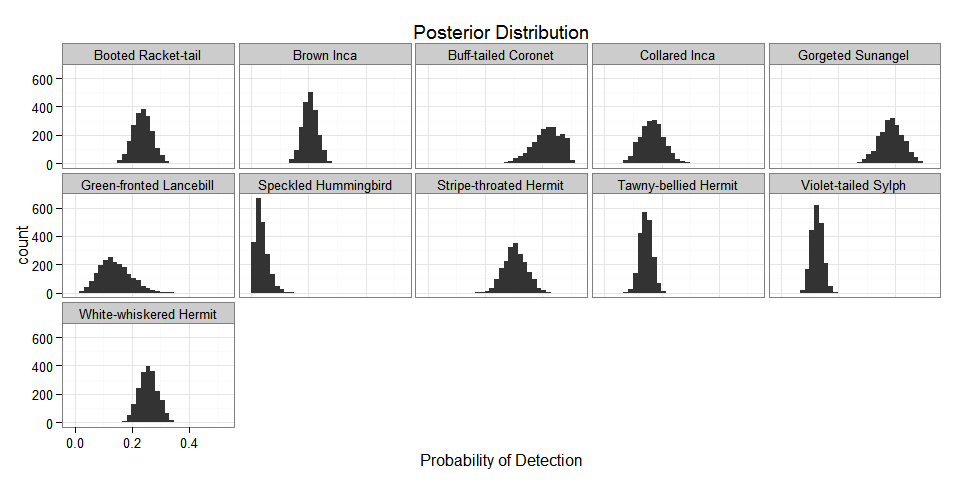 Posterior Distribution
Booted Racket-tail Brown Inca Buff-tailed Coronet Collared Inca Gorgeted Sunangel
600
400
200
0
Green-fronted Lancebill Speckled Hummingbird Stripe-throated Hermit Tawny-bellied Hermit Violet-tailed Sylph
600
400
200
0
count
White-whiskered Hermit
600
400
200
0
0.0 0.2 0.4
Probability of Detection